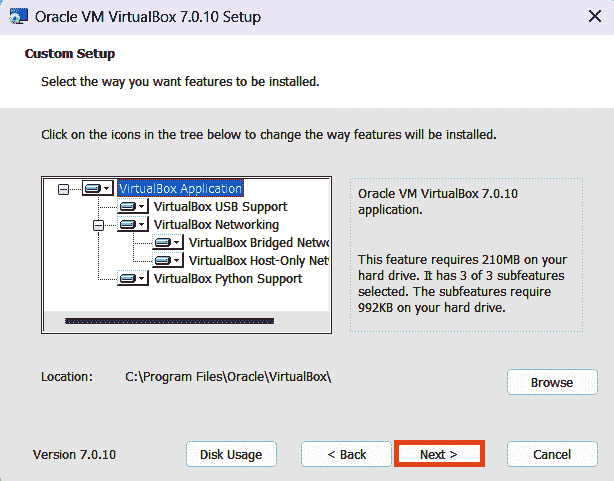 Oracle VM VirtualBox 7.0.10 Setup
Custom Setup
Select the way you want features to be installed.
Click on the icons in the tree below to change the way features will be installed.
VirtualBox Application
VirtualBox USB Support
VirtualBox Networking
VirtualBox Bridged Netwo
VirtualBox Host-Only Net
VirtualBox Python Support
Oracle VM VirtualBox 7.0.10
application.
This feature requires 210MB on your
hard drive. It has 3 of 3 subfeatures
selected. The subfeatures require
992KB on your hard drive.
Location: C:\Program Files\Oracle\VirtualBox\
Browse
Version 7.0.10 Disk Usage < Back Next > Cancel